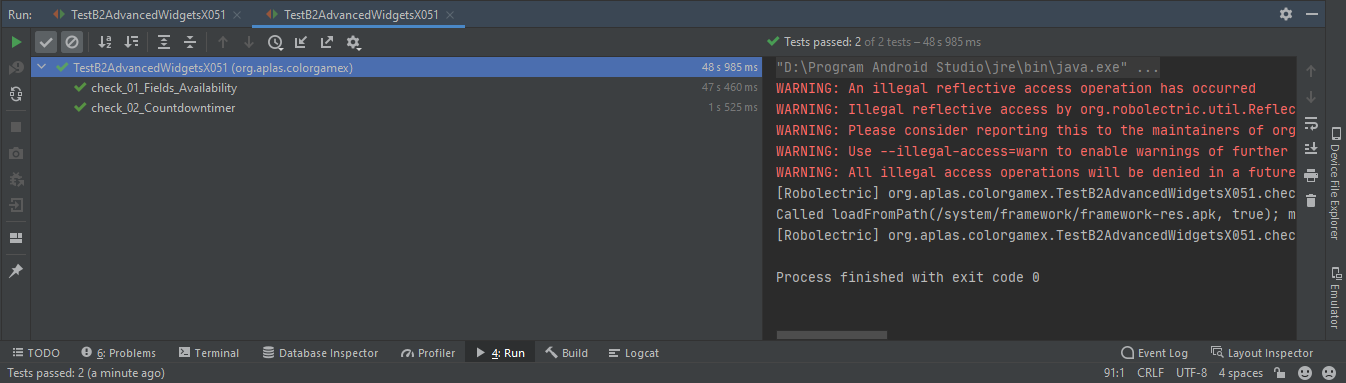 Run:
TestB2AdvancedWidgetsX051
TestB2AdvancedWidgetsX051
Tests passed: 2 of 2 tests – 48 s 985 ms
TestB2AdvancedWidgetsX051 (org.aplas.colorgamex) 48 s 985 ms
check_01_Fields_Availability 47 s 460 ms
check_02_Countdowntimer 1 s 525 ms
"D:\Program Android Studio\jre\bin\java.exe" ...
WARNING: An illegal reflective access operation has occurred
WARNING: Illegal reflective access by org.robolectric.util.Reflec
WARNING: Please consider reporting this to the maintainers of org
WARNING: Use --illegal-access=warn to enable warnings of further
WARNING: All illegal access operations will be denied in a future
[Robolectric] org.aplas.colorgamex.TestB2AdvancedWidgetsX051.chec
Called loadFromPath(/system/framework/framework-res.apk, true); m
[Robolectric] org.aplas.colorgamex.TestB2AdvancedWidgetsX051.chec
Process finished with exit code 0
Device File Explorer
Emulator
TODO 6: Problems Terminal Database Inspector Profiler 4: Run Build Logcat Event Log Layout Inspector
Tests passed: 2 (a minute ago) 91:1 CRLF UTF-8 4 spaces